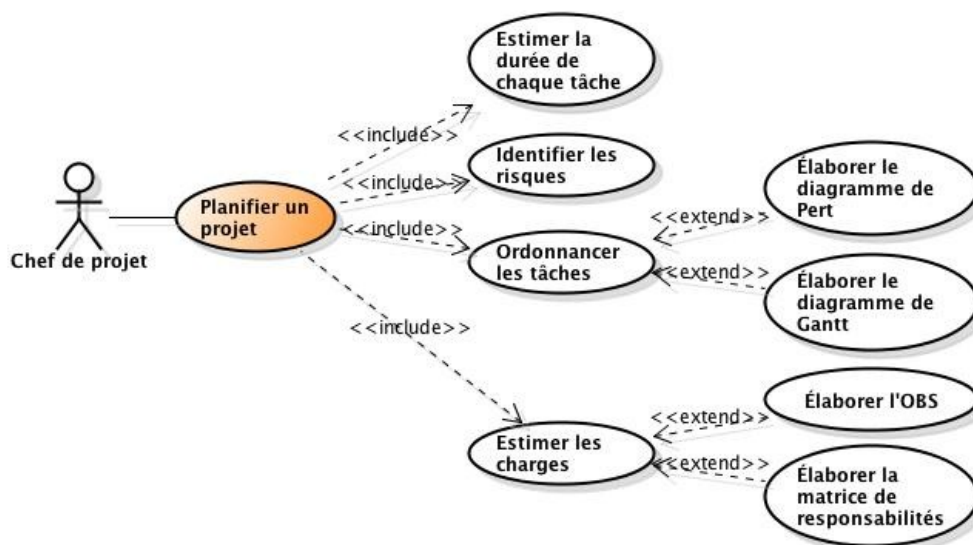 Estimer la
durée de
chaque tâche
<<include>>
Identifier les
risques
<<include>>
Planifier un
projet
<<include>>
Chef de projet
Ordonnancer
les tâches
<<extend>>
Élaborer le
diagramme de
Pert
<<extend>>
Élaborer le
diagramme de
Gantt
<<include>>
Estimer les
charges
<<extend>>
Élaborer l'OBS
<<extend>>
Élaborer la
matrice de
responsabilités